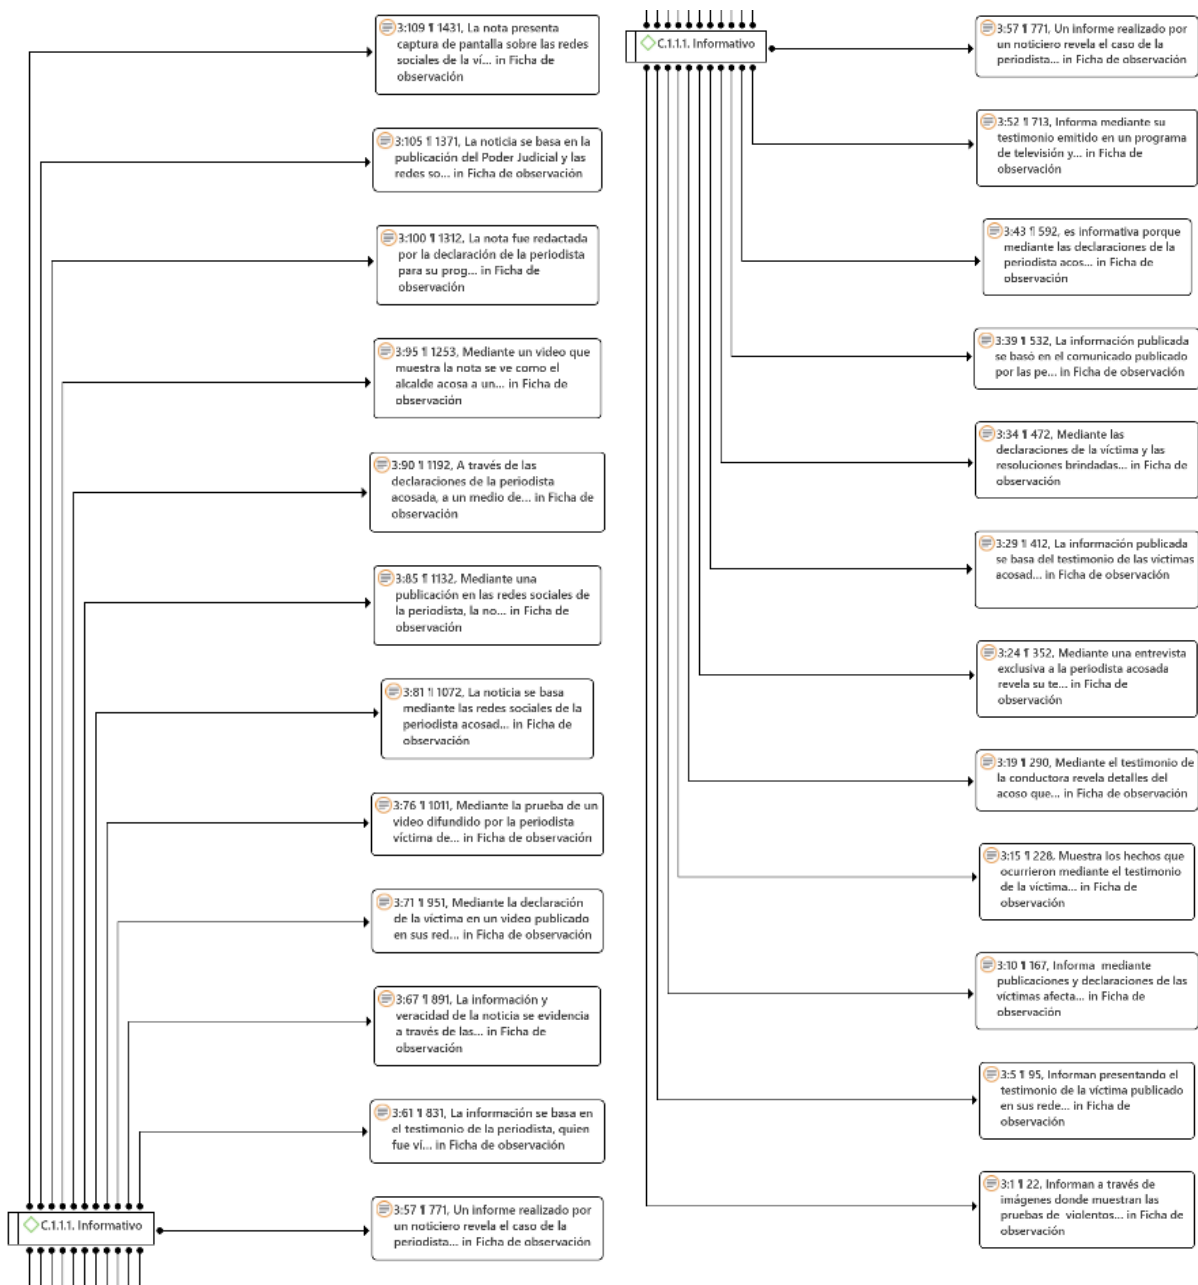 3:109 ¶ 1431, La nota presenta
captura de pantalla sobre las redes
sociales de la ví... in Ficha de
observación
3:105 ¶ 1371, La noticia se basa en la
publicación del Poder Judicial y las
redes so... in Ficha de observación
3:100 ¶ 1312, La nota fue redactada
por la declaración de la periodista
para su prog... in Ficha de
observación
3:95 ¶ 1253, Mediante un video que
muestra la nota se ve como el
alcalde acosa a un... in Ficha de
observación
3:90 ¶ 1192, A través de las
declaraciones de la periodista
acosada, a un medio de... in Ficha de
observación
3:85 ¶ 1132, Mediante una
publicación en las redes sociales de
la periodista, la no... in Ficha de
observación
3:81 ¶ 1072, La noticia se basa
mediante las redes sociales de la
periodista acosad... in Ficha de
observación
3:76 ¶ 1011, Mediante la prueba de un
video difundido por la periodista
víctima de... in Ficha de observación
3:71 ¶ 951, Mediante la declaración
de la víctima en un video publicado
en sus red... in Ficha de observación
3:67 ¶ 891, La información y
veracidad de la noticia se evidencia
a través de las... in Ficha de
observación
3:61 ¶ 831, La información se basa en
el testimonio de la periodista, quien
fue ví... in Ficha de observación
C.1.1.1. Informativo
3:57 ¶ 771, Un informe realizado por
un noticiero revela el caso de la
periodista... in Ficha de observación
C.1.1.1. Informativo
3:57 ¶ 771, Un informe realizado por
un noticiero revela el caso de la
periodista... in Ficha de observación
3:52 ¶ 713, Informa mediante su
testimonio emitido en un programa
de televisión y... in Ficha de
observación
3:43 ¶ 592, es informativa porque
mediante las declaraciones de la
periodista acos... in Ficha de
observación
3:39 ¶ 532, La información publicada
se basó en el comunicado publicado
por las pe... in Ficha de observación
3:34 ¶ 472, Mediante las
declaraciones de la víctima y las
resoluciones brindadas... in Ficha de
observación
3:29 ¶ 412, La información publicada
se basa del testimonio de las víctimas
acosad... in Ficha de observación
3:24 ¶ 352, Mediante una entrevista
exclusiva a la periodista acosada
revela su te... in Ficha de
observación
3:19 ¶ 290, Mediante el testimonio de
la conductora revela detalles del
acoso que... in Ficha de observación
3:15 ¶ 228, Muestra los hechos que
ocurrieron mediante el testimonio
de la víctima... in Ficha de
observación
3:10 ¶ 167, Informa mediante
publicaciones y declaraciones de las
víctimas afecta... in Ficha de
observación
3:5 ¶ 95, Informan presentando el
testimonio de la víctima publicado
en sus rede... in Ficha de
observación
3:1 ¶ 22, Informan a través de
imágenes donde muestran las
pruebas de violentos... in Ficha de
observación